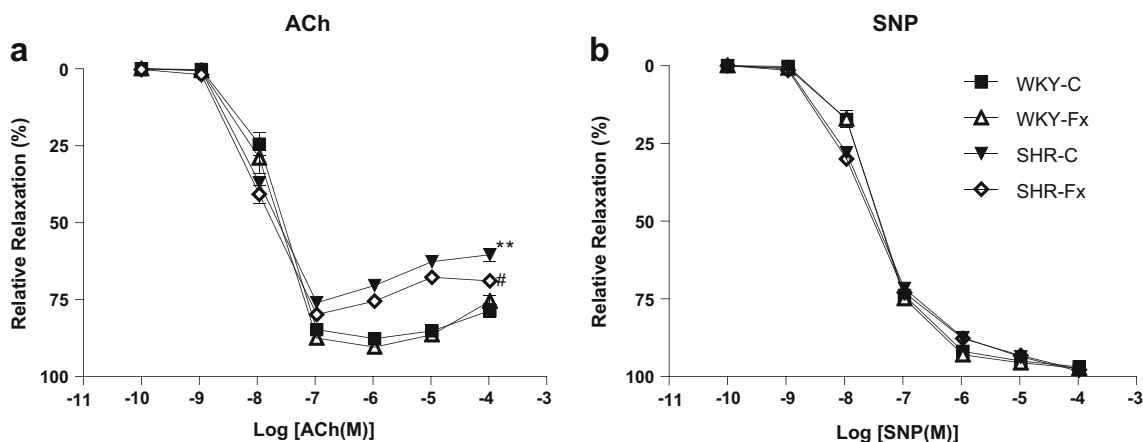 a
ACh
Relative Relaxation (%)
0
25
50
75
100
**
#
-11 -10 -9 -8 -7 -6 -5 -4 -3
Log [ACh(M)]
b
SNP
Relative Relaxation (%)
0
25
50
75
100
WKY-C
WKY-Fx
SHR-C
SHR-Fx
-11 -10 -9 -8 -7 -6 -5 -4 -3
Log [SNP(M)]